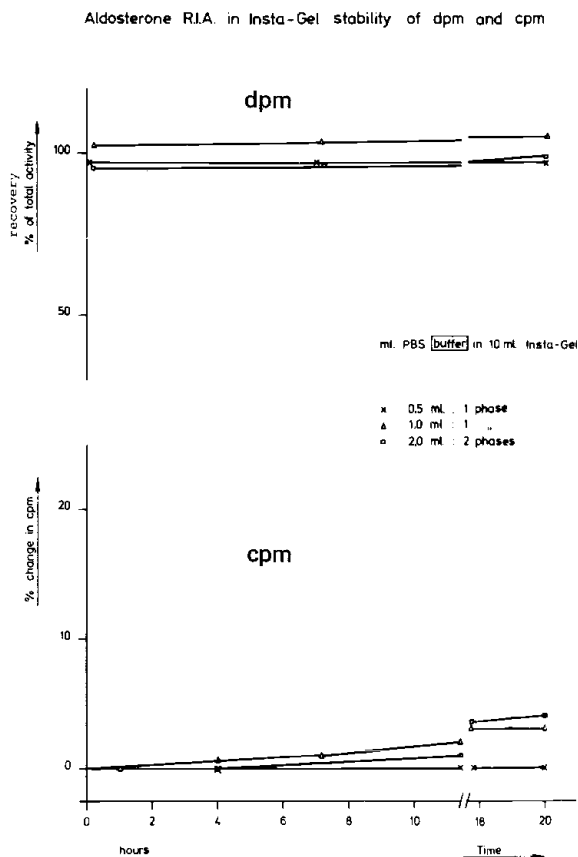 Aldosterone R.I.A. in Insta-Gel stability of dpm and cpm
dpm
recovery
% of total activity
100
50
ml. PBS buffer in 10 ml. Insta-Gel
x 0.5 ml : 1 phase
△ 1.0 ml : 1 „
□ 2.0 ml : 2 phases
% change in cpm
20
cpm
10
0
0 2 4 6 8 10 18 20
hours Time